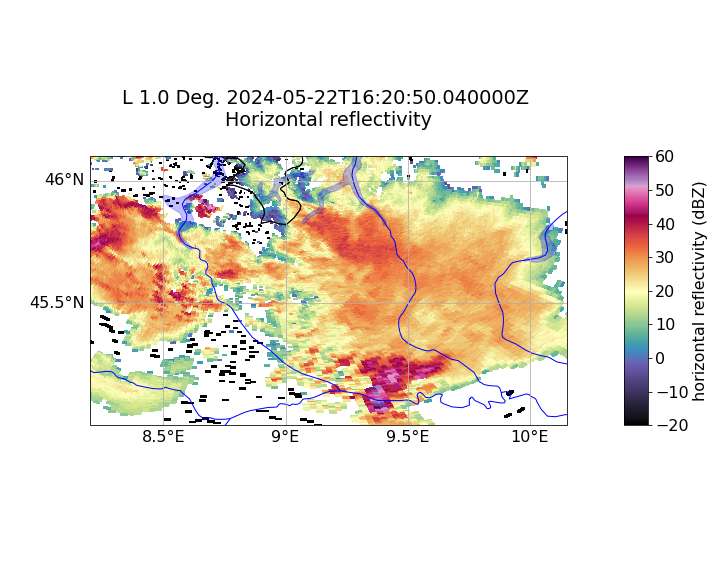 L 1.0 Deg. 2024-05-22T16:20:50.040000Z
Horizontal reflectivity
46°N
45.5°N
8.5°E
9°E
9.5°E
10°E
60
50
40
30
20
10
0
−10
−20
horizontal reflectivity (dBZ)